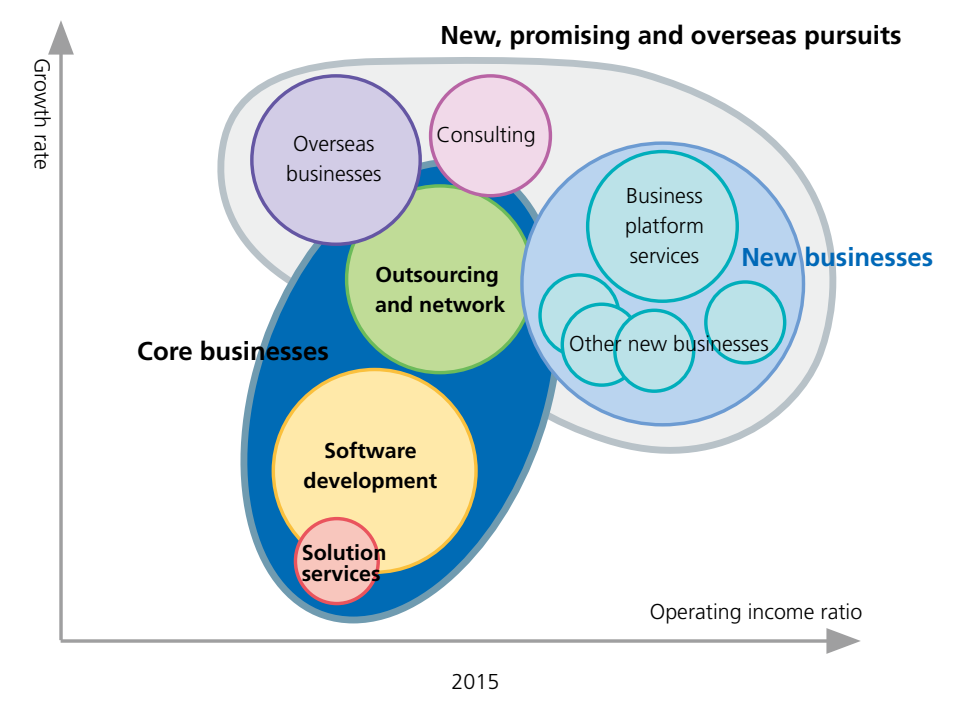 New, promising and overseas pursuits
Growth rate
Overseas
businesses
Consulting
Business
platform
services
New businesses
Outsourcing
and network
Other new businesses
Core businesses
Software
development
Solution
services
Operating income ratio
2015